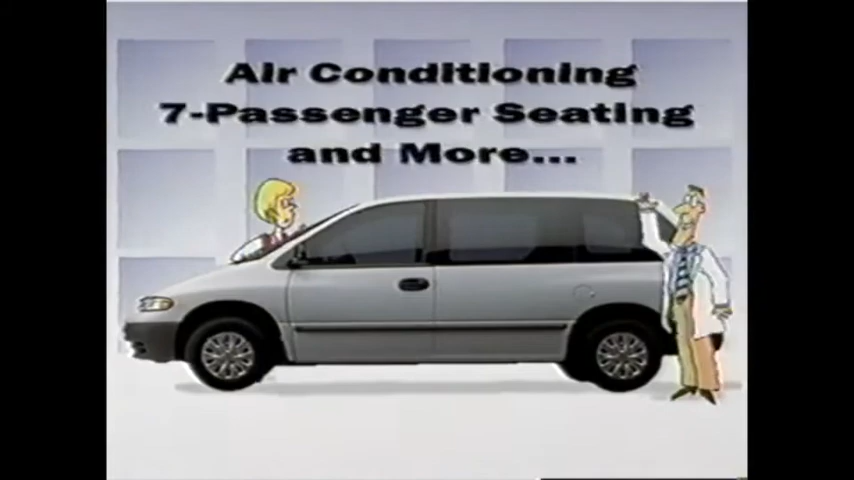 Air Conditioning
7-Passenger Seating
and More...